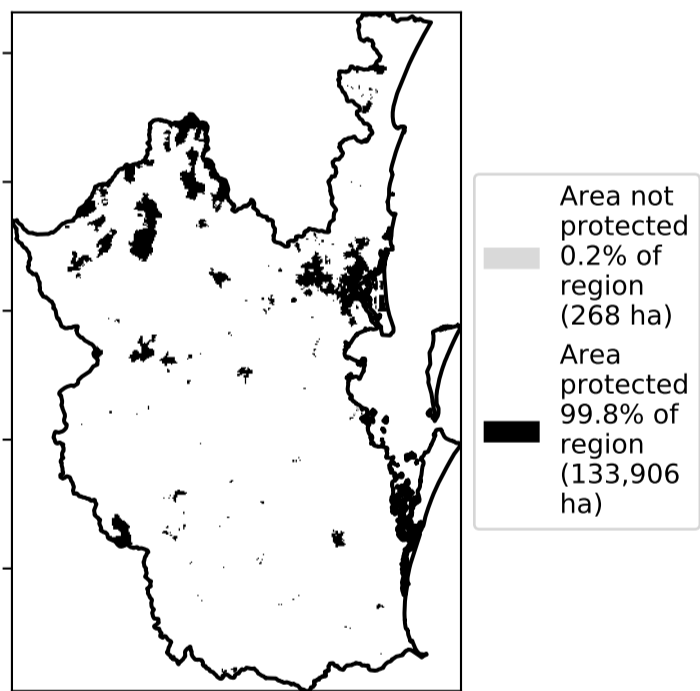 Area not
protected
0.2% of
region
(268 ha)
Area
protected
99.8% of
region
(133,906
ha)